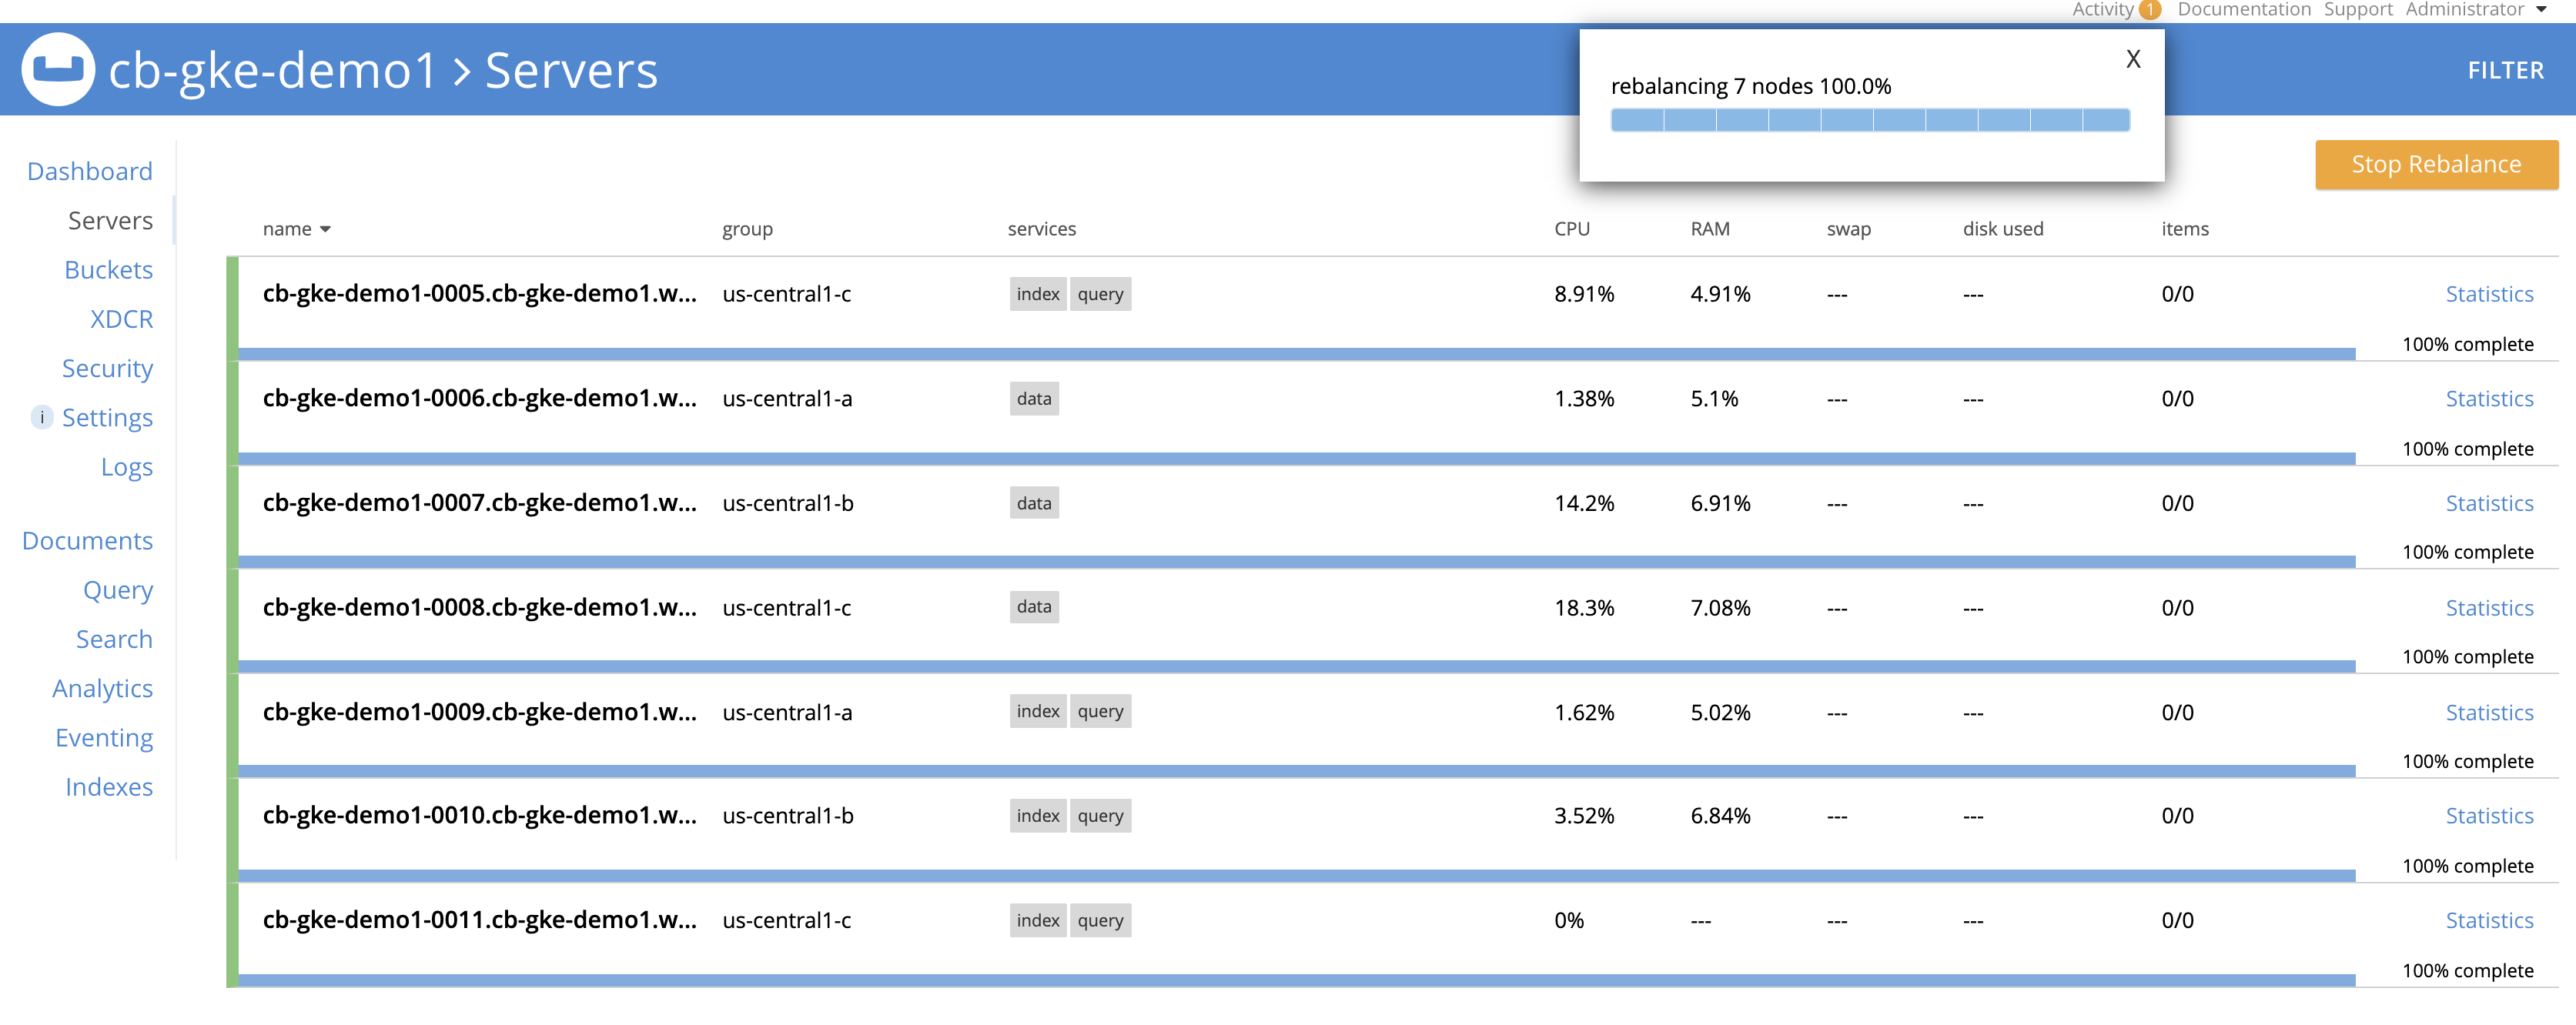 Activity 1 Documentation Support Administrator
cb-gke-demo1 > Servers
FILTER
X
rebalancing 7 nodes 100.0%
Stop Rebalance
Dashboard
Servers
Buckets
XDCR
Security
i Settings
Logs
Documents
Query
Search
Analytics
Eventing
Indexes
name group services CPU RAM swap disk used items
cb-gke-demo1-0005.cb-gke-demo1.w... us-central1-c index query 8.91% 4.91% --- --- 0/0 Statistics
100% complete
cb-gke-demo1-0006.cb-gke-demo1.w... us-central1-a data 1.38% 5.1% --- --- 0/0 Statistics
100% complete
cb-gke-demo1-0007.cb-gke-demo1.w... us-central1-b data 14.2% 6.91% --- --- 0/0 Statistics
100% complete
cb-gke-demo1-0008.cb-gke-demo1.w... us-central1-c data 18.3% 7.08% --- --- 0/0 Statistics
100% complete
cb-gke-demo1-0009.cb-gke-demo1.w... us-central1-a index query 1.62% 5.02% --- --- 0/0 Statistics
100% complete
cb-gke-demo1-0010.cb-gke-demo1.w... us-central1-b index query 3.52% 6.84% --- --- 0/0 Statistics
100% complete
cb-gke-demo1-0011.cb-gke-demo1.w... us-central1-c index query 0% --- --- --- 0/0 Statistics
100% complete